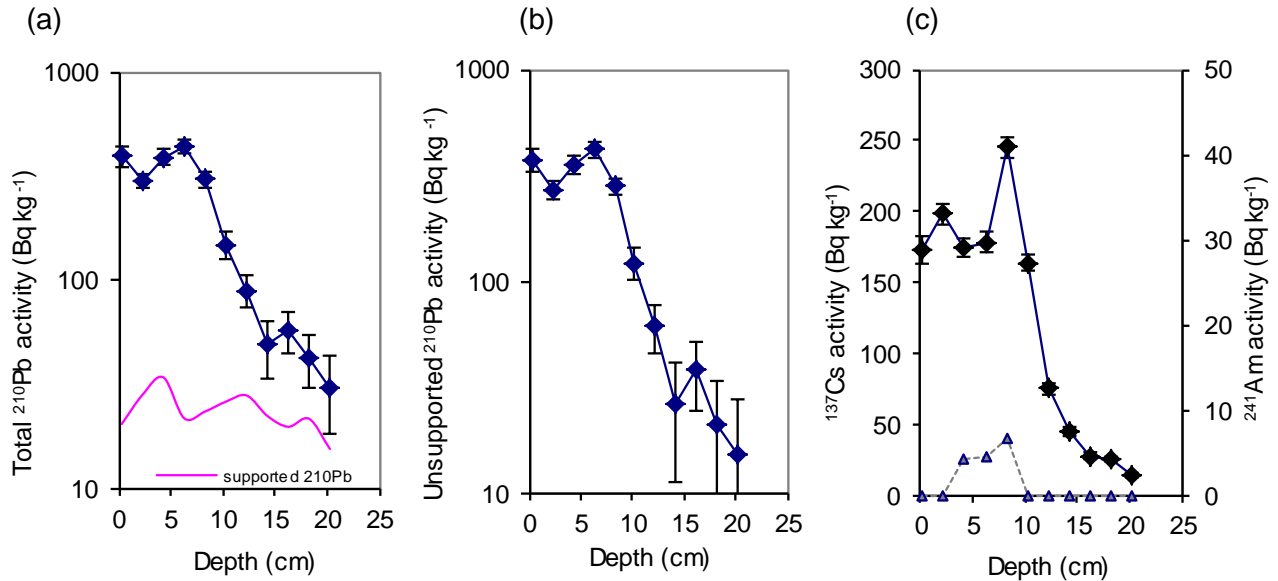 (a)
(b)
(c)
Total ²¹⁰Pb activity (Bq kg⁻¹)
1000
100
10
supported 210Pb
0 5 10 15 20 25
Depth (cm)
Unsupported ²¹⁰Pb activity (Bq kg⁻¹)
1000
100
10
0 5 10 15 20 25
Depth (cm)
¹³⁷Cs activity (Bq kg⁻¹)
300
250
200
150
100
50
0
50
40
30
20
10
0
²⁴¹Am activity (Bq kg⁻¹)
0 5 10 15 20 25
Depth (cm)